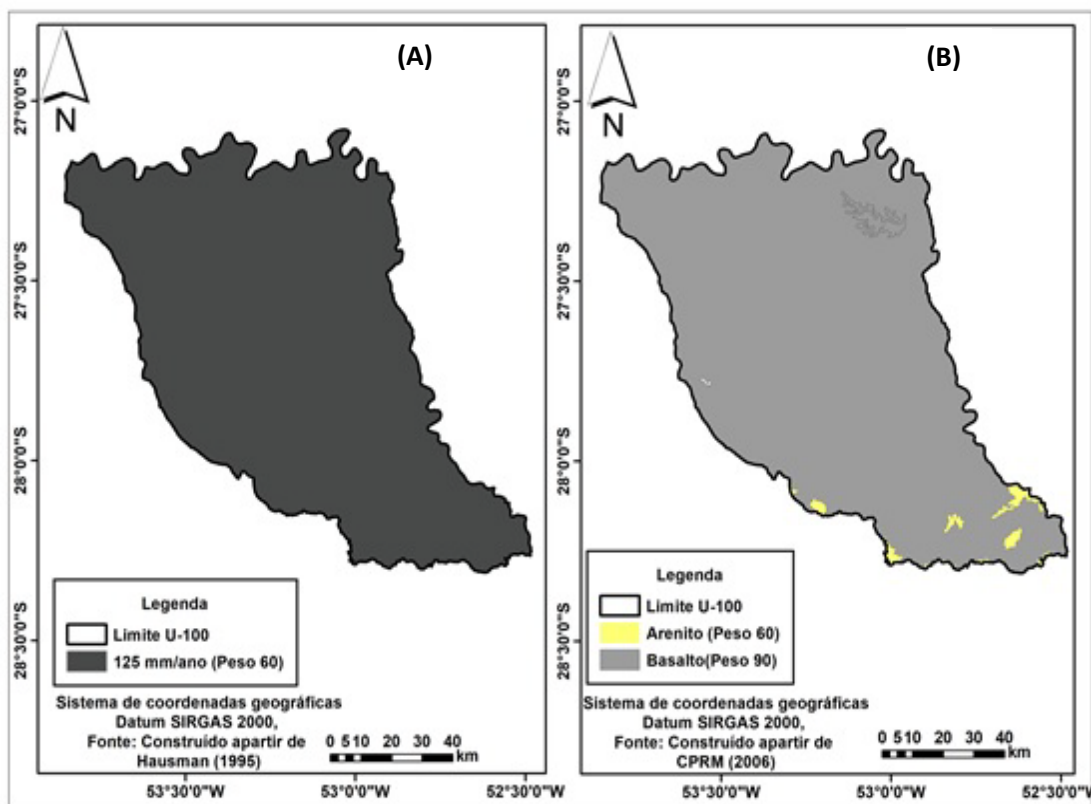 (A)
N
27°0'0"S
27°30'0"S
28°0'0"S
28°30'0"S
Legenda
Limite U-100
125 mm/ano (Peso 60)
Sistema de coordenadas geográficas
Datum SIRGAS 2000,
Fonte: Construído apartir de
Hausman (1995)
0 5 10 20 30 40
km
53°30'0"W
53°0'0"W
52°30'0"W
(B)
N
27°0'0"S
27°30'0"S
28°0'0"S
28°30'0"S
Legenda
Limite U-100
Arenito (Peso 60)
Basalto(Peso 90)
Sistema de coordenadas geográficas
Datum SIRGAS 2000,
Fonte: Construído apartir de
CPRM (2006)
0 5 10 20 30 40
km
53°30'0"W
53°0'0"W
52°30'0"W